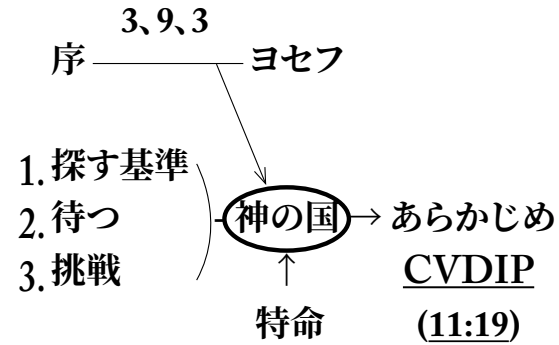 3、9、3
序 ヨセフ
1. 探す基準
2. 待つ
3. 挑戦
神の国 → あらかじめ
CVDIP
(11:19)
特命